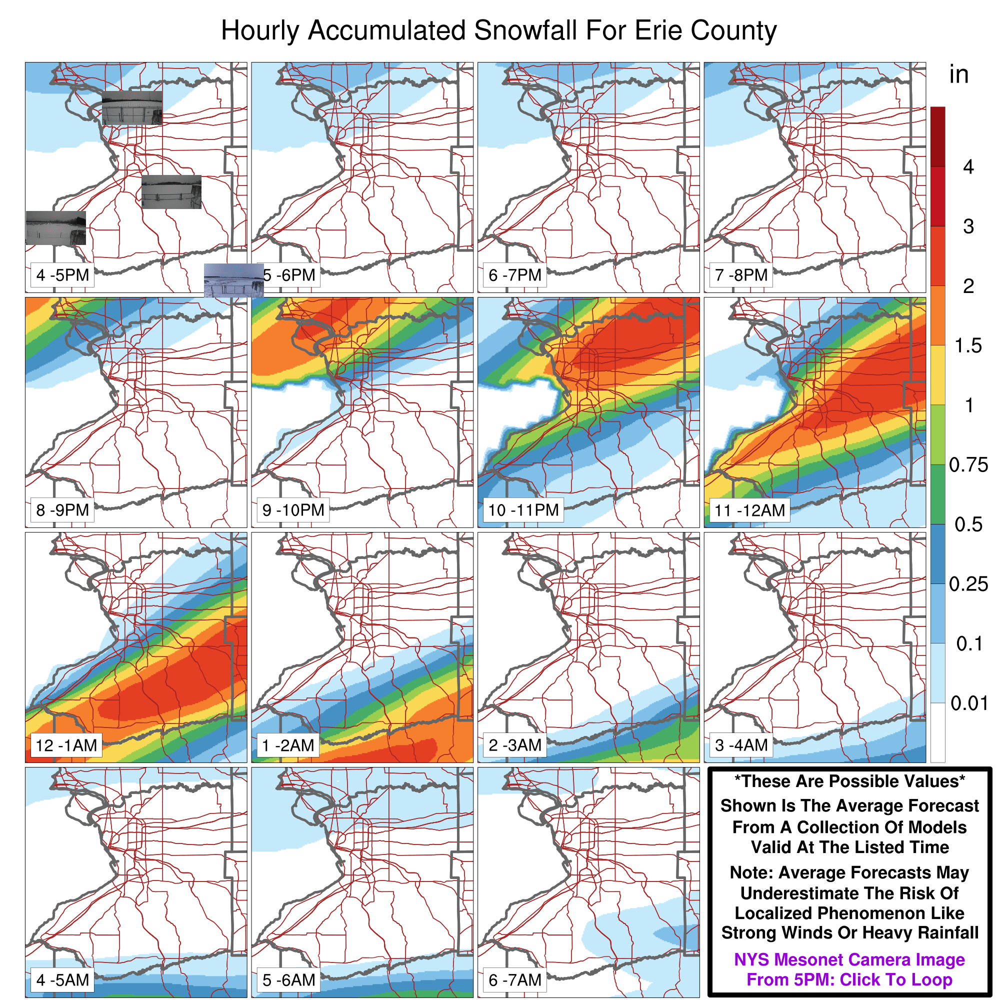 Hourly Accumulated Snowfall For Erie County
in
4
3
2
1.5
1
0.75
0.5
0.25
0.1
0.01
4 -5PM
5 -6PM
6 -7PM
7 -8PM
8 -9PM
9 -10PM
10 -11PM
11 -12AM
12 -1AM
1 -2AM
2 -3AM
3 -4AM
4 -5AM
5 -6AM
6 -7AM
*These Are Possible Values*
Shown Is The Average Forecast
From A Collection Of Models
Valid At The Listed Time
Note: Average Forecasts May
Underestimate The Risk Of
Localized Phenomenon Like
Strong Winds Or Heavy Rainfall
NYS Mesonet Camera Image
From 5PM: Click To Loop